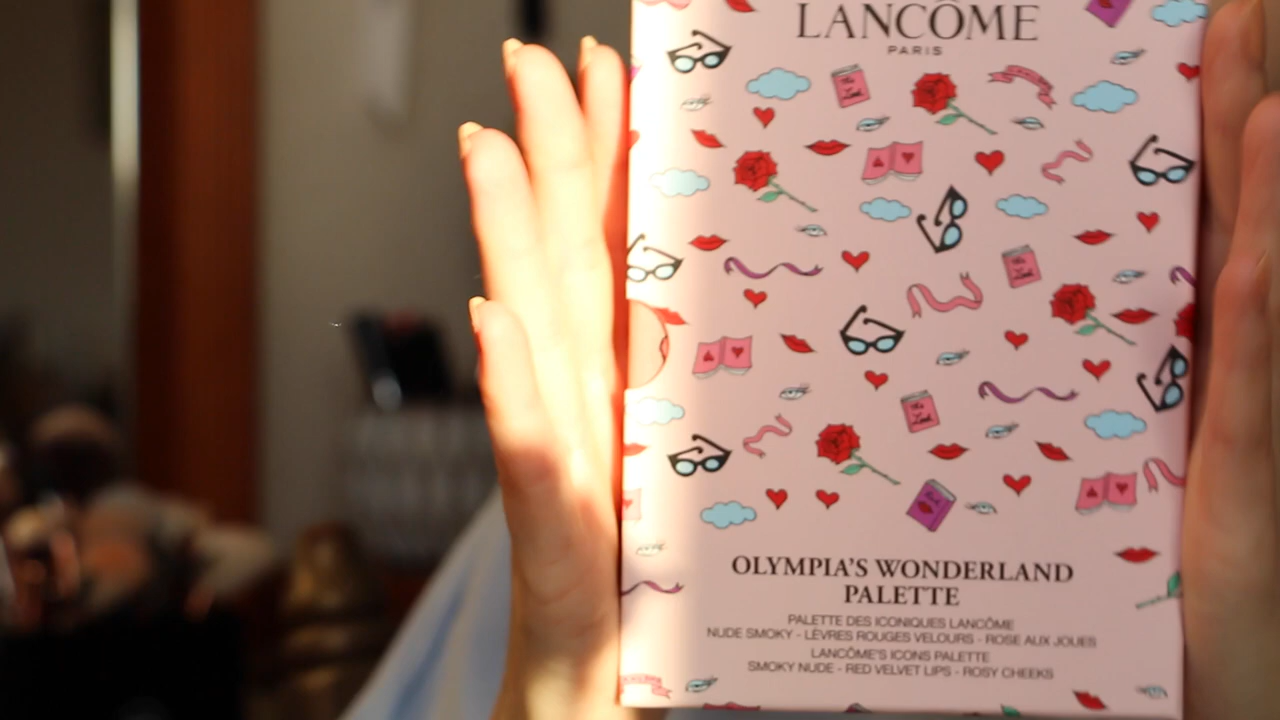 LANCÔME
PARIS
OLYMPIA'S WONDERLAND
PALETTE
PALETTE DES ICONIQUES LANCÔME
NUDE SMOKY - LÈVRES ROUGES VELOURS - ROSE AUX JOUES
LANCÔME'S ICONS PALETTE
SMOKY NUDE - RED VELVET LIPS - ROSY CHEEKS